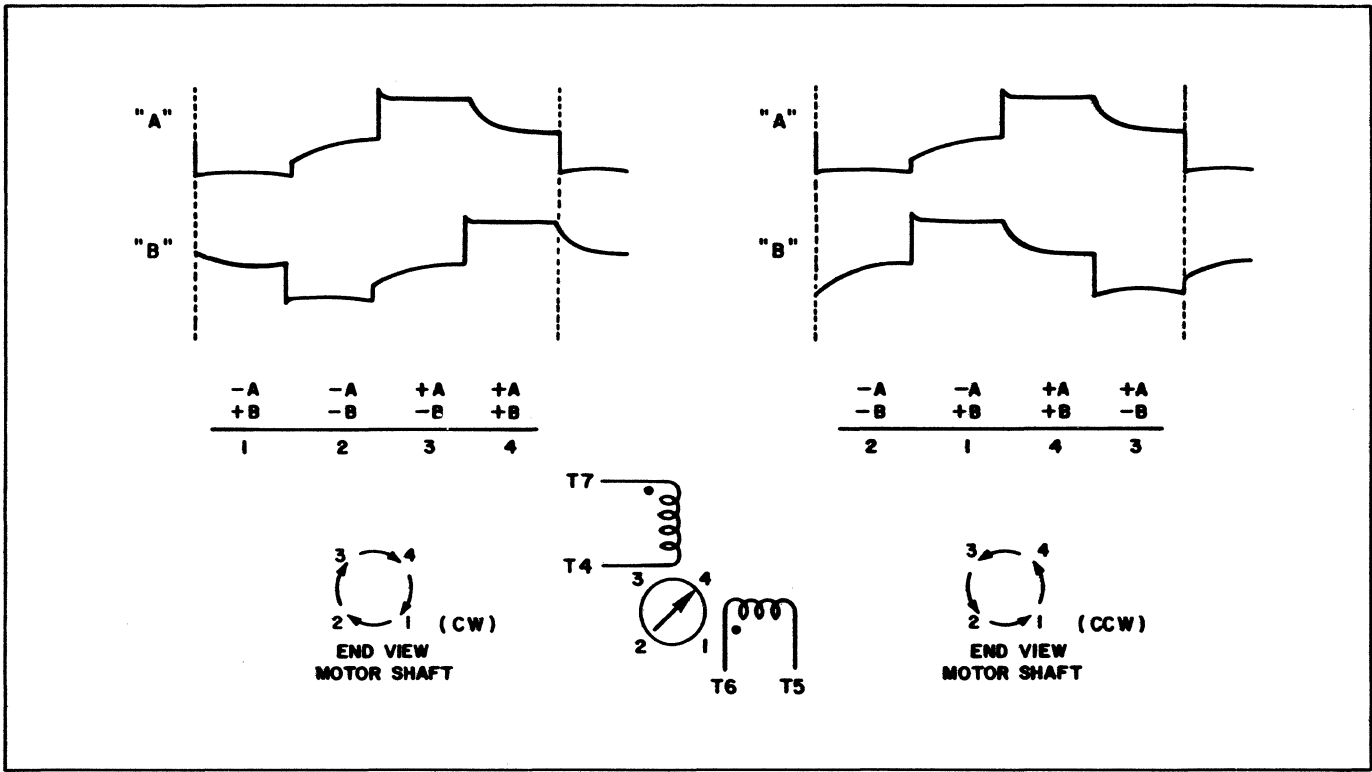 "A"
"B"
"A"
"B"
-A -A +A +A
+B -B -B +B
1 2 3 4
-A -A +A +A
-B +B +B -B
2 1 4 3
T7
T4
3 4
2 1
T6 T5
3 4
2 1 (CW)
END VIEW
MOTOR SHAFT
3 4
2 1 (CCW)
END VIEW
MOTOR SHAFT